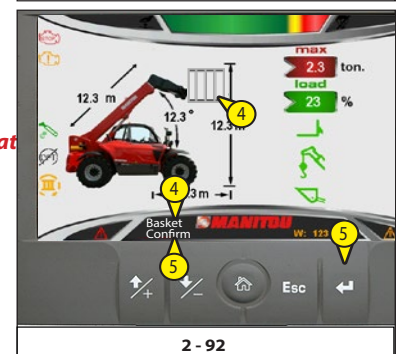 max
2.3 ton.
load
23 %
12.3 m
12.3 °
4
12.3
at
4
3 m
Basket
Confirm
MANITOU
W: 123
5
5
Esc
2 - 92